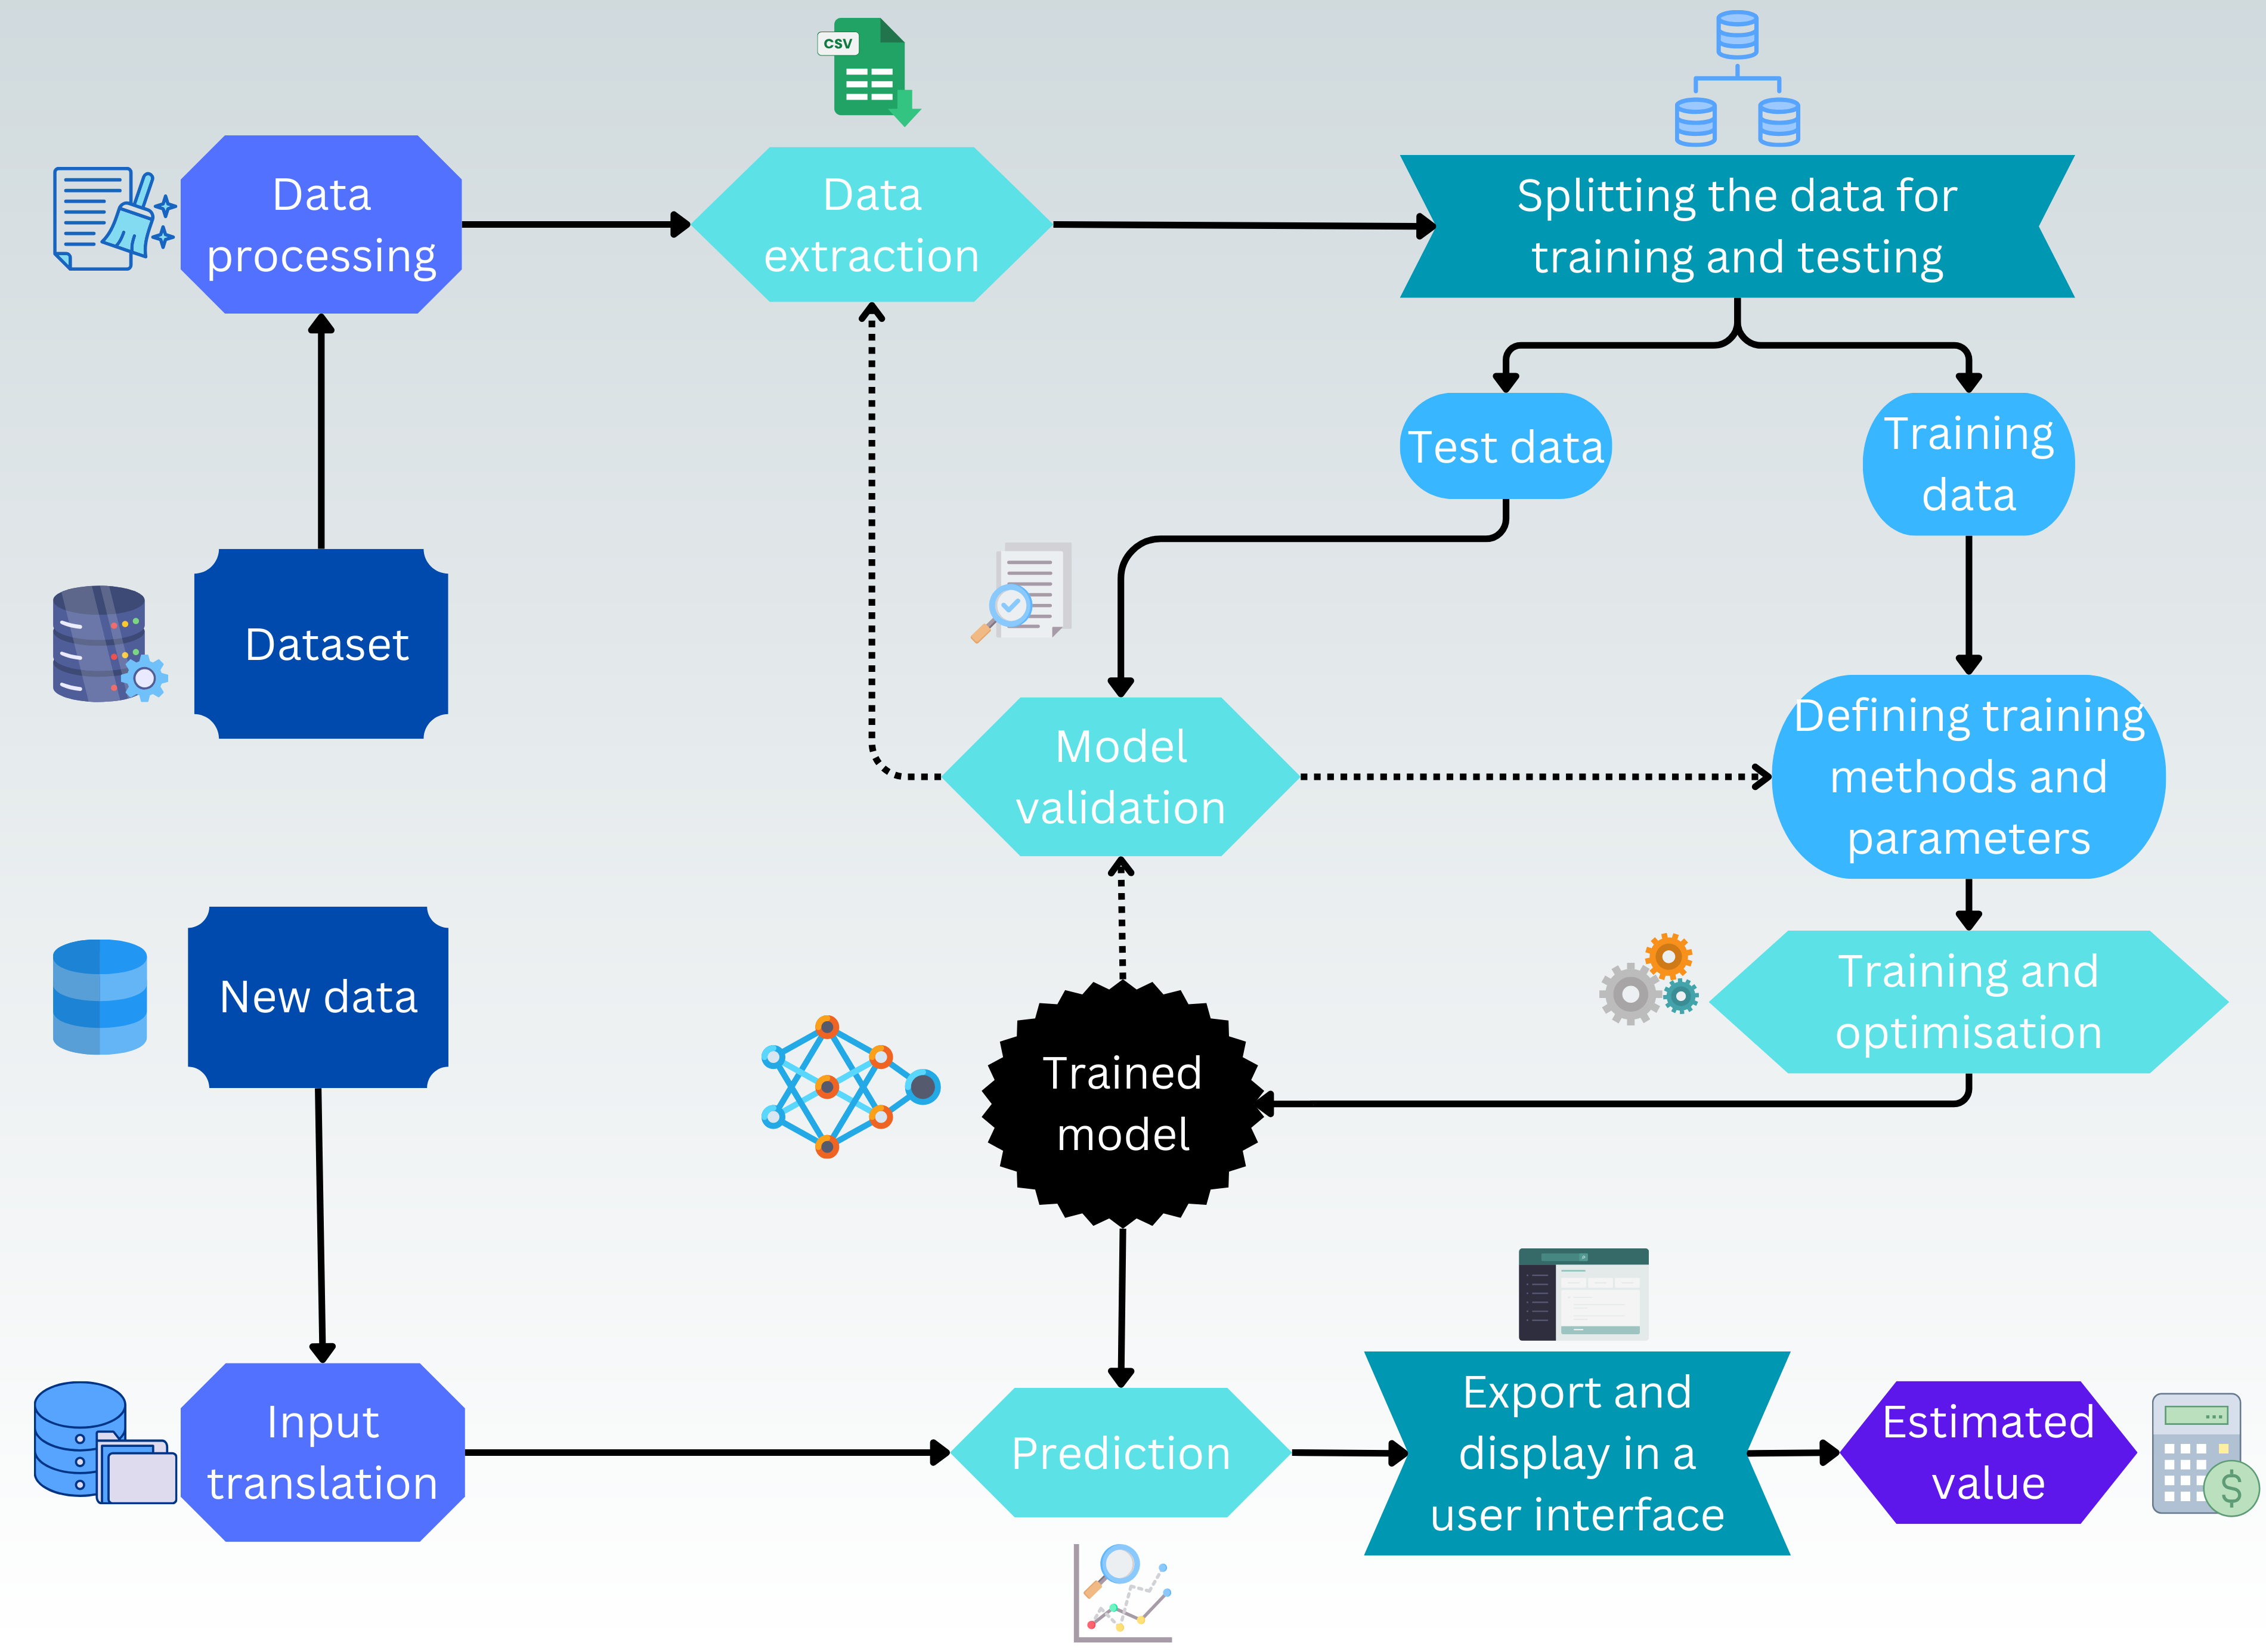 CSV
Data
processing
Data
extraction
Splitting the data for
training and testing
Test data
Training
data
Dataset
Model
validation
Defining training
methods and
parameters
New data
Training and
optimisation
Trained
model
Input
translation
Prediction
Export and
display in a
user interface
Estimated
value
$